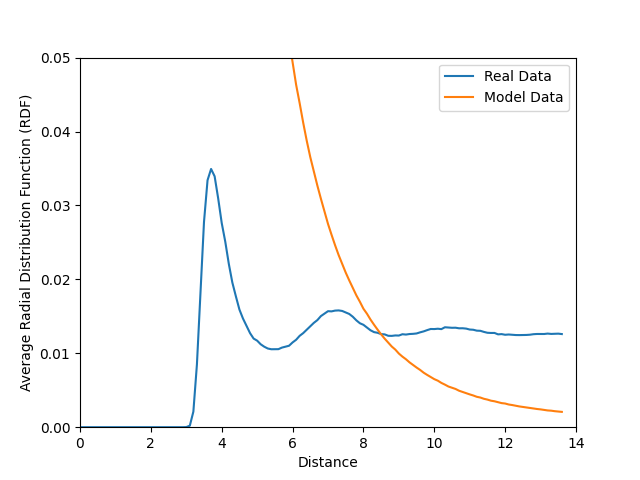 0.05
0.04
0.03
0.02
0.01
0.00
Average Radial Distribution Function (RDF)
Real Data
Model Data
0 2 4 6 8 10 12 14
Distance